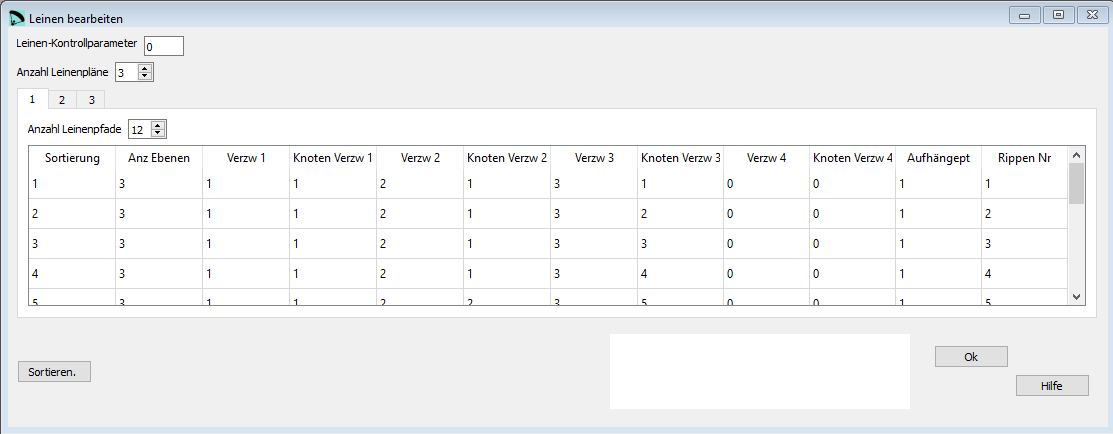 Leinen bearbeiten
Leinen-Kontrollparameter 0
Anzahl Leinenpläne 3
1 2 3
Anzahl Leinenpfade 12
Sortierung Anz Ebenen Verzw 1 Knoten Verzw 1 Verzw 2 Knoten Verzw 2 Verzw 3 Knoten Verzw 3 Verzw 4 Knoten Verzw 4 Aufhängept Rippen Nr
1 3 1 1 2 1 3 1 0 0 1 1
2 3 1 1 2 1 3 2 0 0 1 2
3 3 1 1 2 1 3 3 0 0 1 3
4 3 1 1 2 1 3 4 0 0 1 4
5 3 1 1 2 2 3 5 0 0 1 5
Ok
Sortieren.
Hilfe